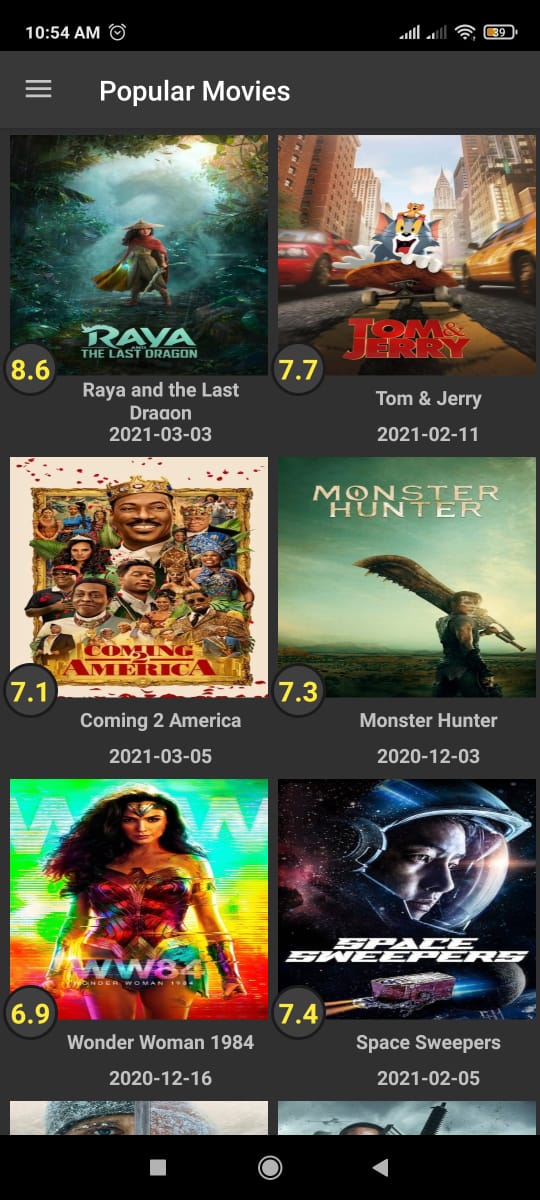 10:54 AM
39
Popular Movies
RAYA
AND
THE LAST DRAGON
TOM&
JERRY
8.6
7.7
Raya and the Last
Dragon
Tom & Jerry
2021-03-03
2021-02-11
COMING
2
AMERICA
MONSTER
HUNTER
7.1
7.3
Coming 2 America
Monster Hunter
2021-03-05
2020-12-03
WW
WW84
WONDER WOMAN 1984
SPACE
SWEEPERS
6.9
7.4
Wonder Woman 1984
Space Sweepers
2020-12-16
2021-02-05